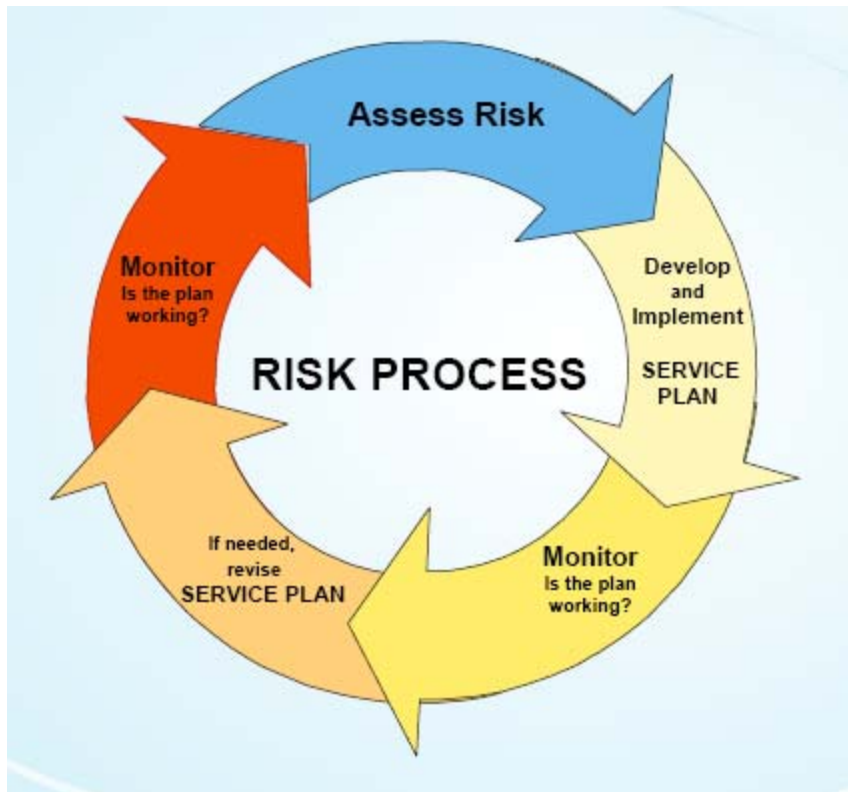 Assess Risk
Develop
and
Implement
SERVICE
PLAN
Monitor
Is the plan
working?
If needed,
revise
SERVICE PLAN
Monitor
Is the plan
working?
RISK PROCESS